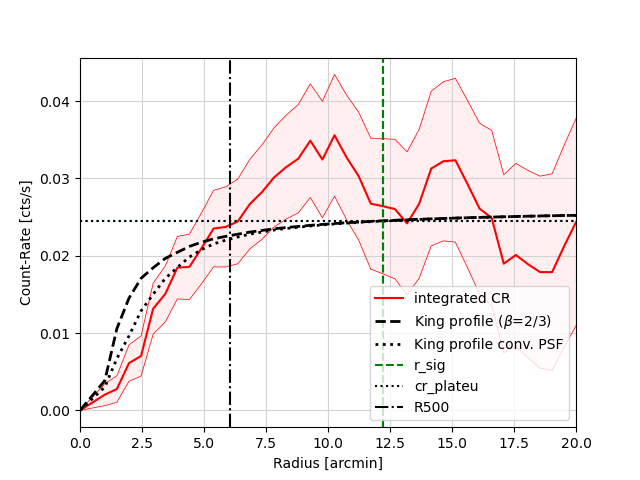 0.04
0.03
0.02
0.01
0.00
Count-Rate [cts/s]
integrated CR
King profile (β=2/3)
King profile conv. PSF
r_sig
cr_plateu
R500
0.0 2.5 5.0 7.5 10.0 12.5 15.0 17.5 20.0
Radius [arcmin]